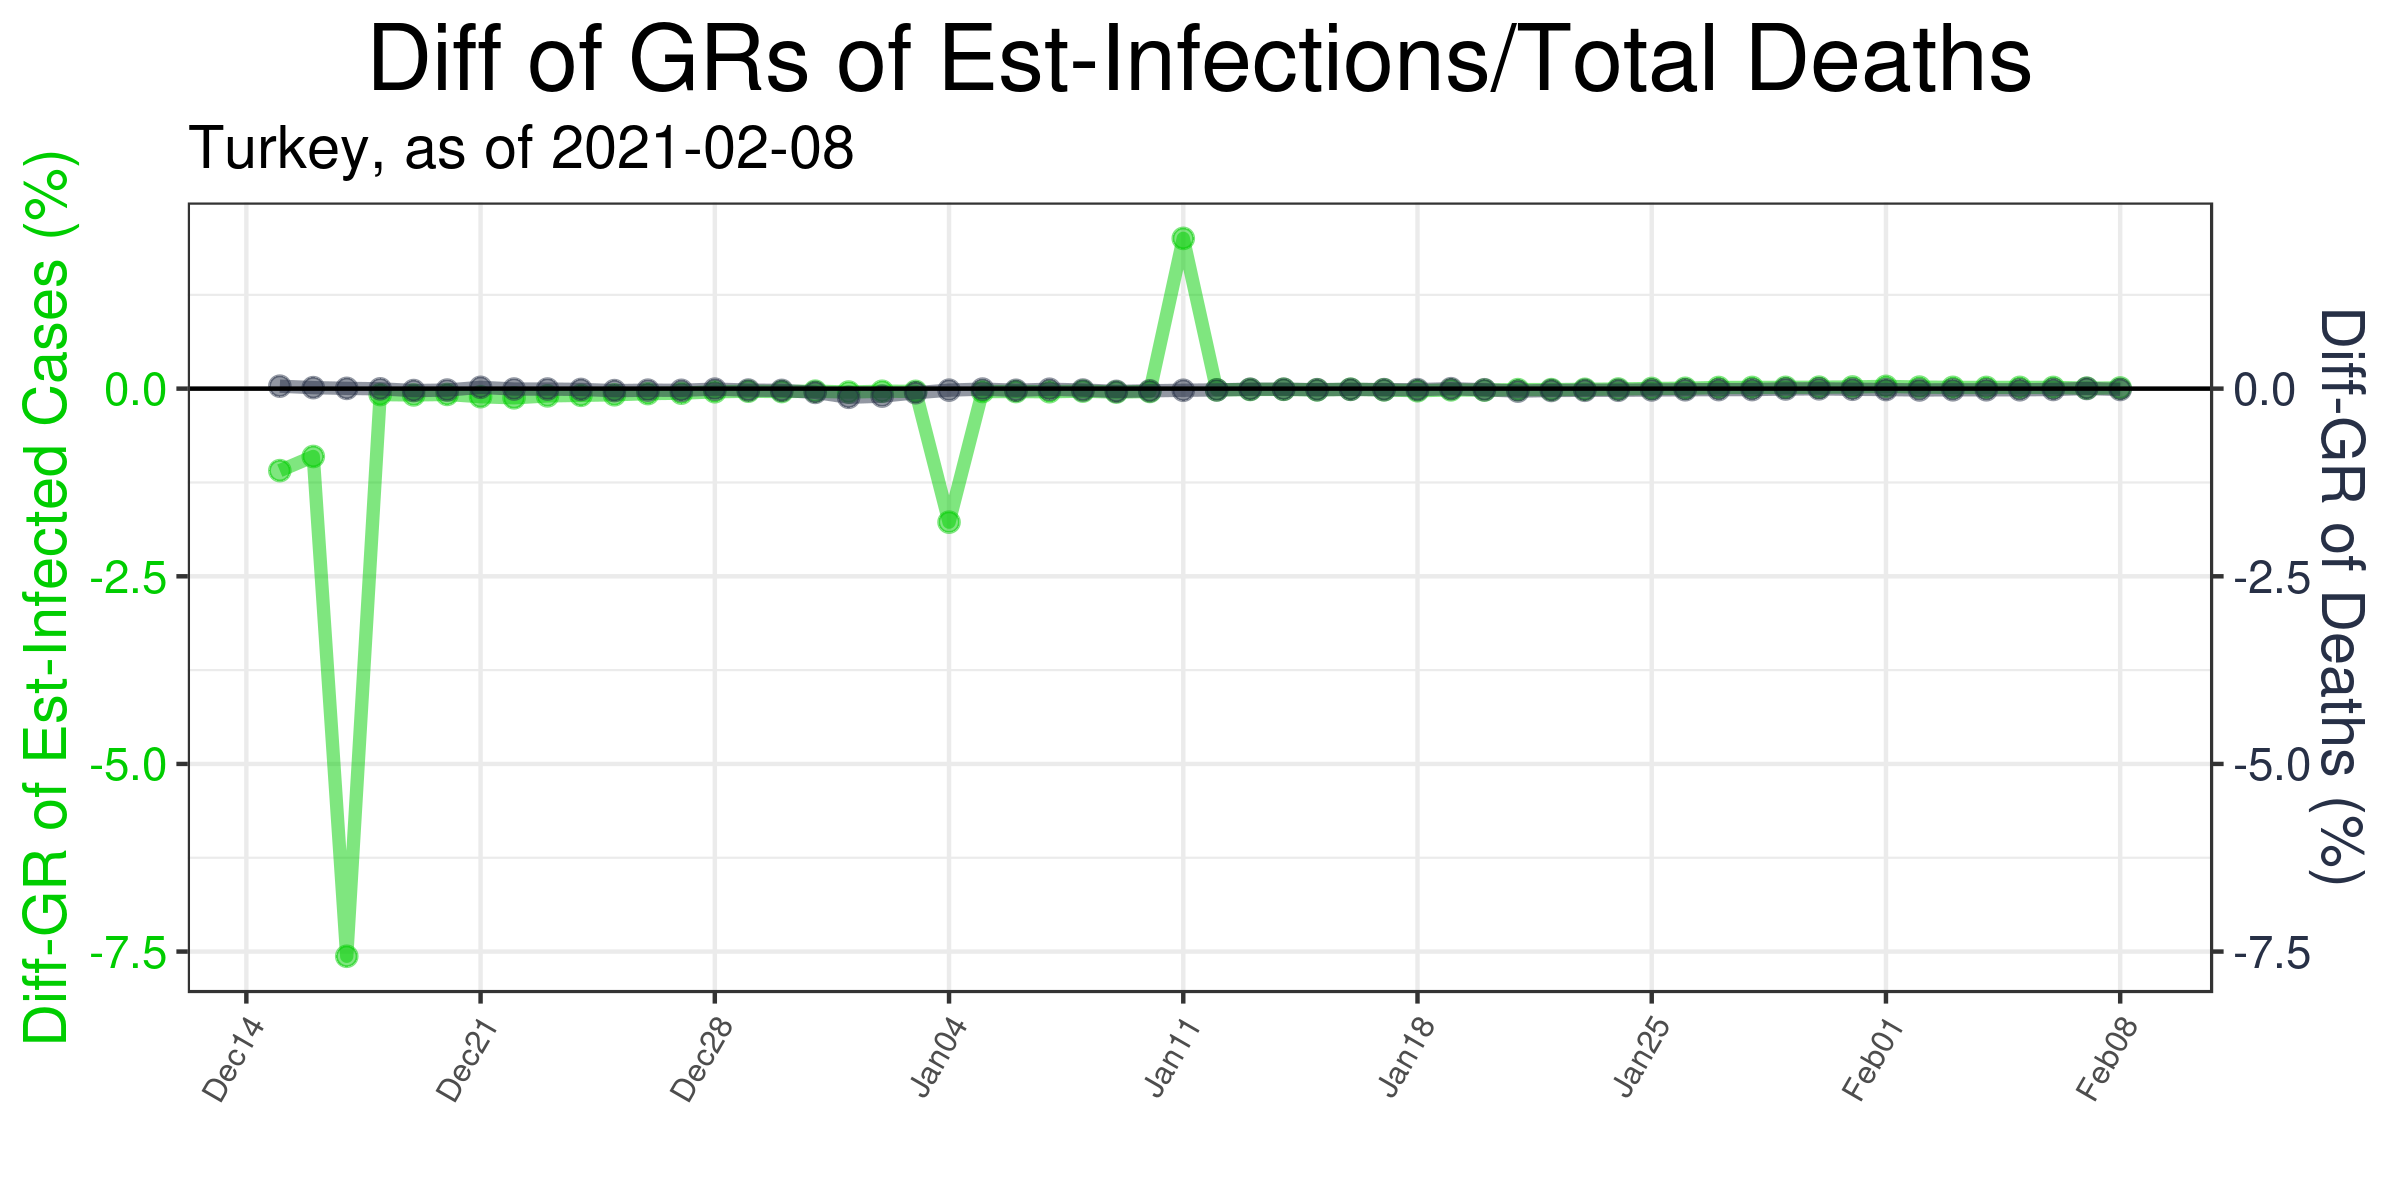 Diff of GRs of Est-Infections/Total Deaths
Turkey, as of 2021-02-08
Diff-GR of Est-Infected Cases (%)
0.0
-2.5
-5.0
-7.5
0.0
-2.5
-5.0
-7.5
Diff-GR of Deaths (%)
Dec14
Dec21
Dec28
Jan04
Jan11
Jan18
Jan25
Feb01
Feb08